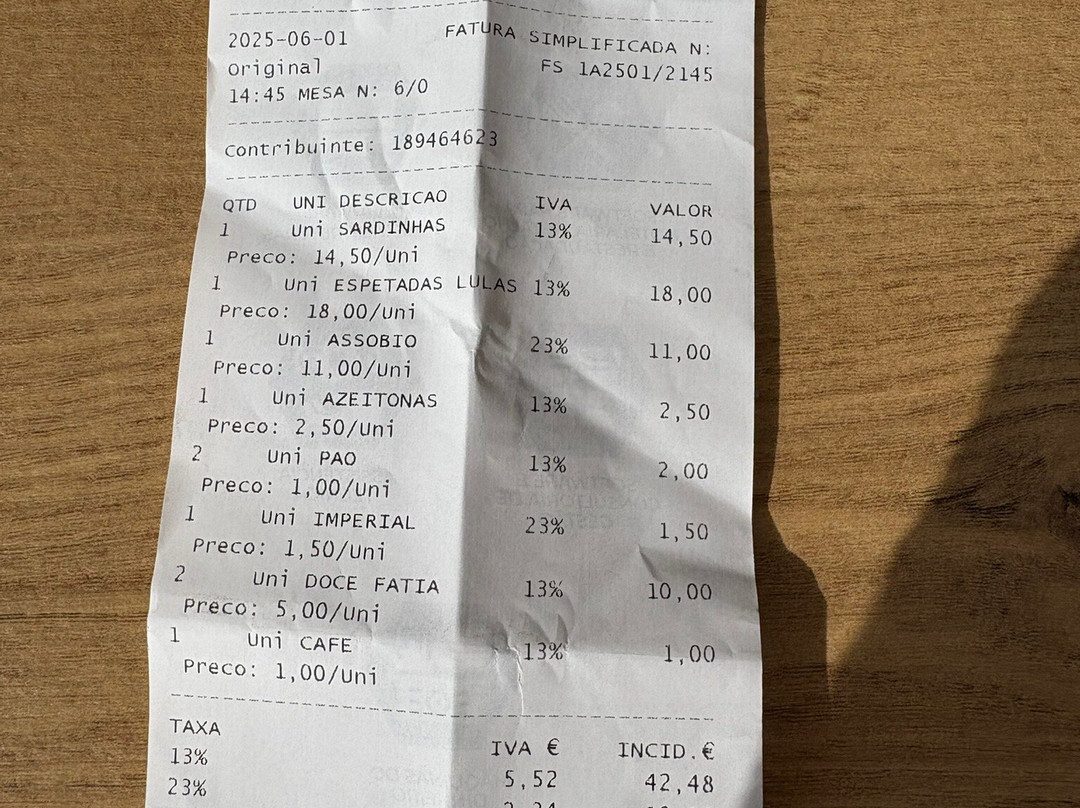 2025-06-01 FATURA SIMPLIFICADA N:
Original FS 1A2501/2145
14:45 MESA N: 6/0
Contribuinte: 189464623
QTD UNI DESCRICAO IVA VALOR
1 Uni SARDINHAS 13% 14,50
Preco: 14,50/Uni
1 Uni ESPETADAS LULAS 13% 18,00
Preco: 18,00/Uni
1 Uni ASSOBIO 23% 11,00
Preco: 11,00/Uni
1 Uni AZEITONAS 13% 2,50
Preco: 2,50/Uni
2 Uni PAO 13% 2,00
Preco: 1,00/Uni
1 Uni IMPERIAL 23% 1,50
Preco: 1,50/Uni
2 Uni DOCE FATIA 13% 10,00
Preco: 5,00/Uni
1 Uni CAFE 13% 1,00
Preco: 1,00/Uni
TAXA IVA € INCID.€
13% 5,52 42,48
23%